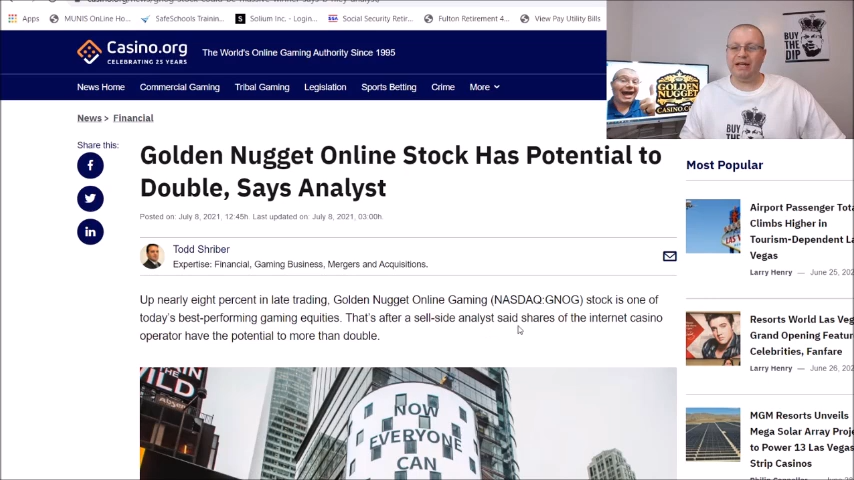 Apps MUNIS OnLine Ho... SafeSchools Trainin... Solium Inc. - Login... Social Security Retir... Fulton Retirement 4... View Pay Utility Bills
Casino.org
CELEBRATING 25 YEARS
The World's Online Gaming Authority Since 1995
News Home Commercial Gaming Tribal Gaming Legislation Sports Betting Crime More
BUY
THE
DIP
GOLDEN
NUGGET
CASINO
BUY
THE
News > Financial
Share this:
Golden Nugget Online Stock Has Potential to
Double, Says Analyst
Posted on: July 8, 2021, 12:45h. Last updated on: July 8, 2021, 03:00h.
Todd Shriber
Expertise: Financial, Gaming Business, Mergers and Acquisitions.
Up nearly eight percent in late trading, Golden Nugget Online Gaming (NASDAQ:GNOG) stock is one of
today's best-performing gaming equities. That's after a sell-side analyst said shares of the internet casino
operator have the potential to more than double.
WILD
NOW
EVERYONE
CAN
Most Popular
Airport Passenger Tota
Climbs Higher in
Tourism-Dependent La
Vegas
Larry Henry — June 25, 202
Resorts World Las Veg
Grand Opening Featur
Celebrities, Fanfare
Larry Henry — June 26, 202
MGM Resorts Unveils
Mega Solar Array Proje
to Power 13 Las Vegas
Strip Casinos